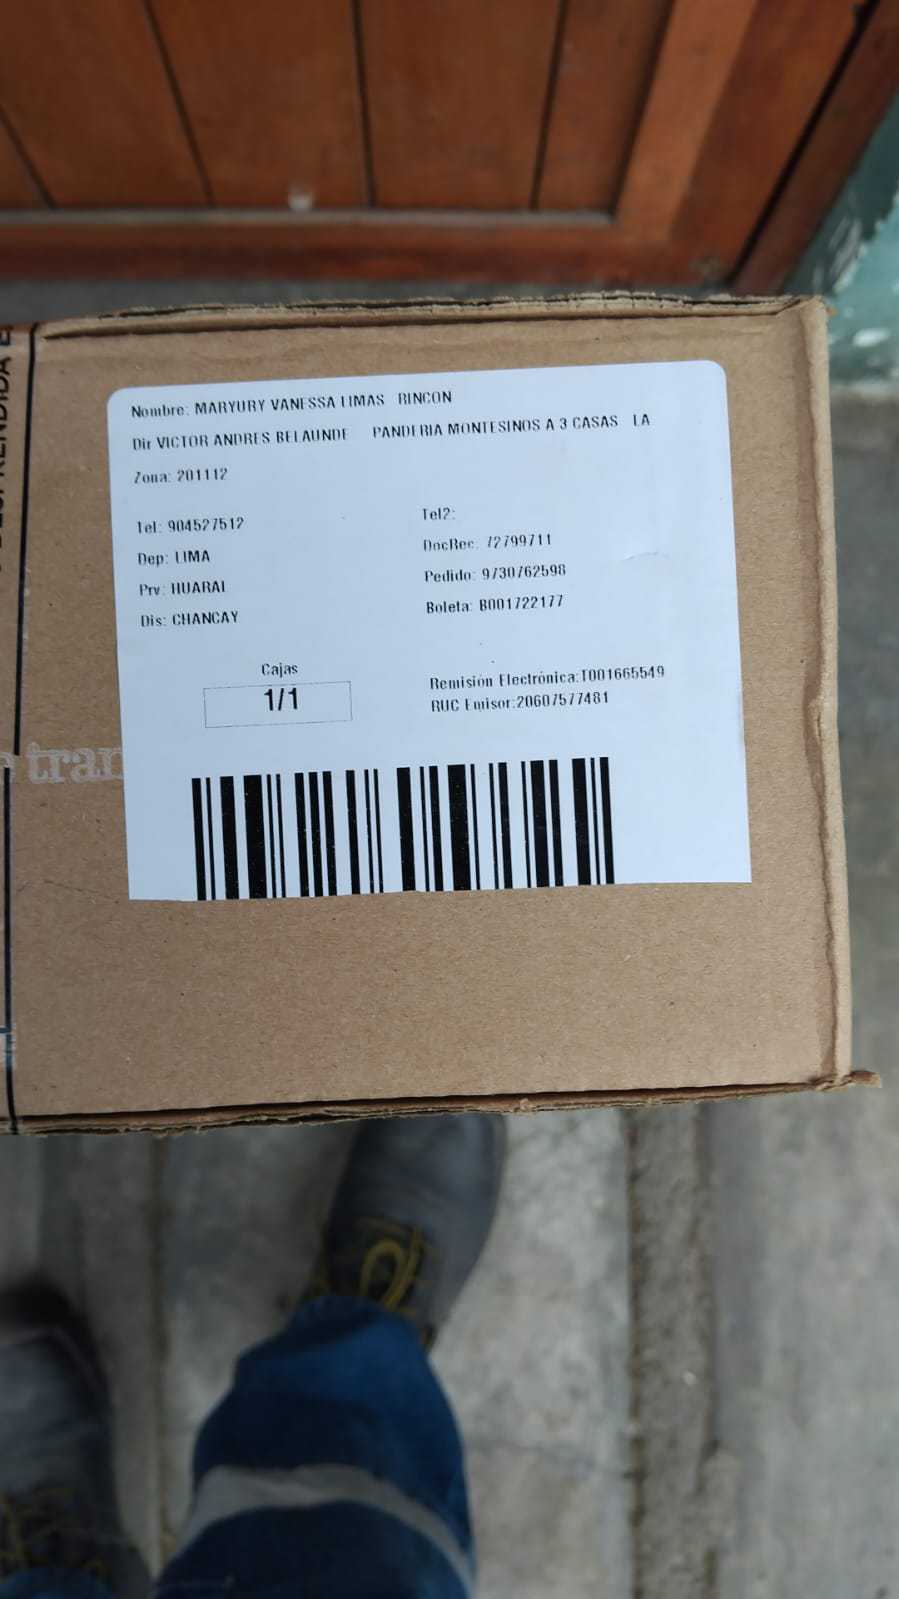 Nombre: MARYURY VANESSA LIMAS RINCON
Dir VICTOR ANDRES BELAUNDE PANDERIA MONTESINOS A 3 CASAS LA
Zona: 201112
Tel: 904527512
Tel2:
Dep: LIMA
DocRec: 72799711
Prv: HUARAI
Pedido: 9730762598
Dis: CHANCAY
Boleta: B001722177
Cajas
1/1
Remisión Electrónica:T001665549
RUC Emisor:20607577481
tran